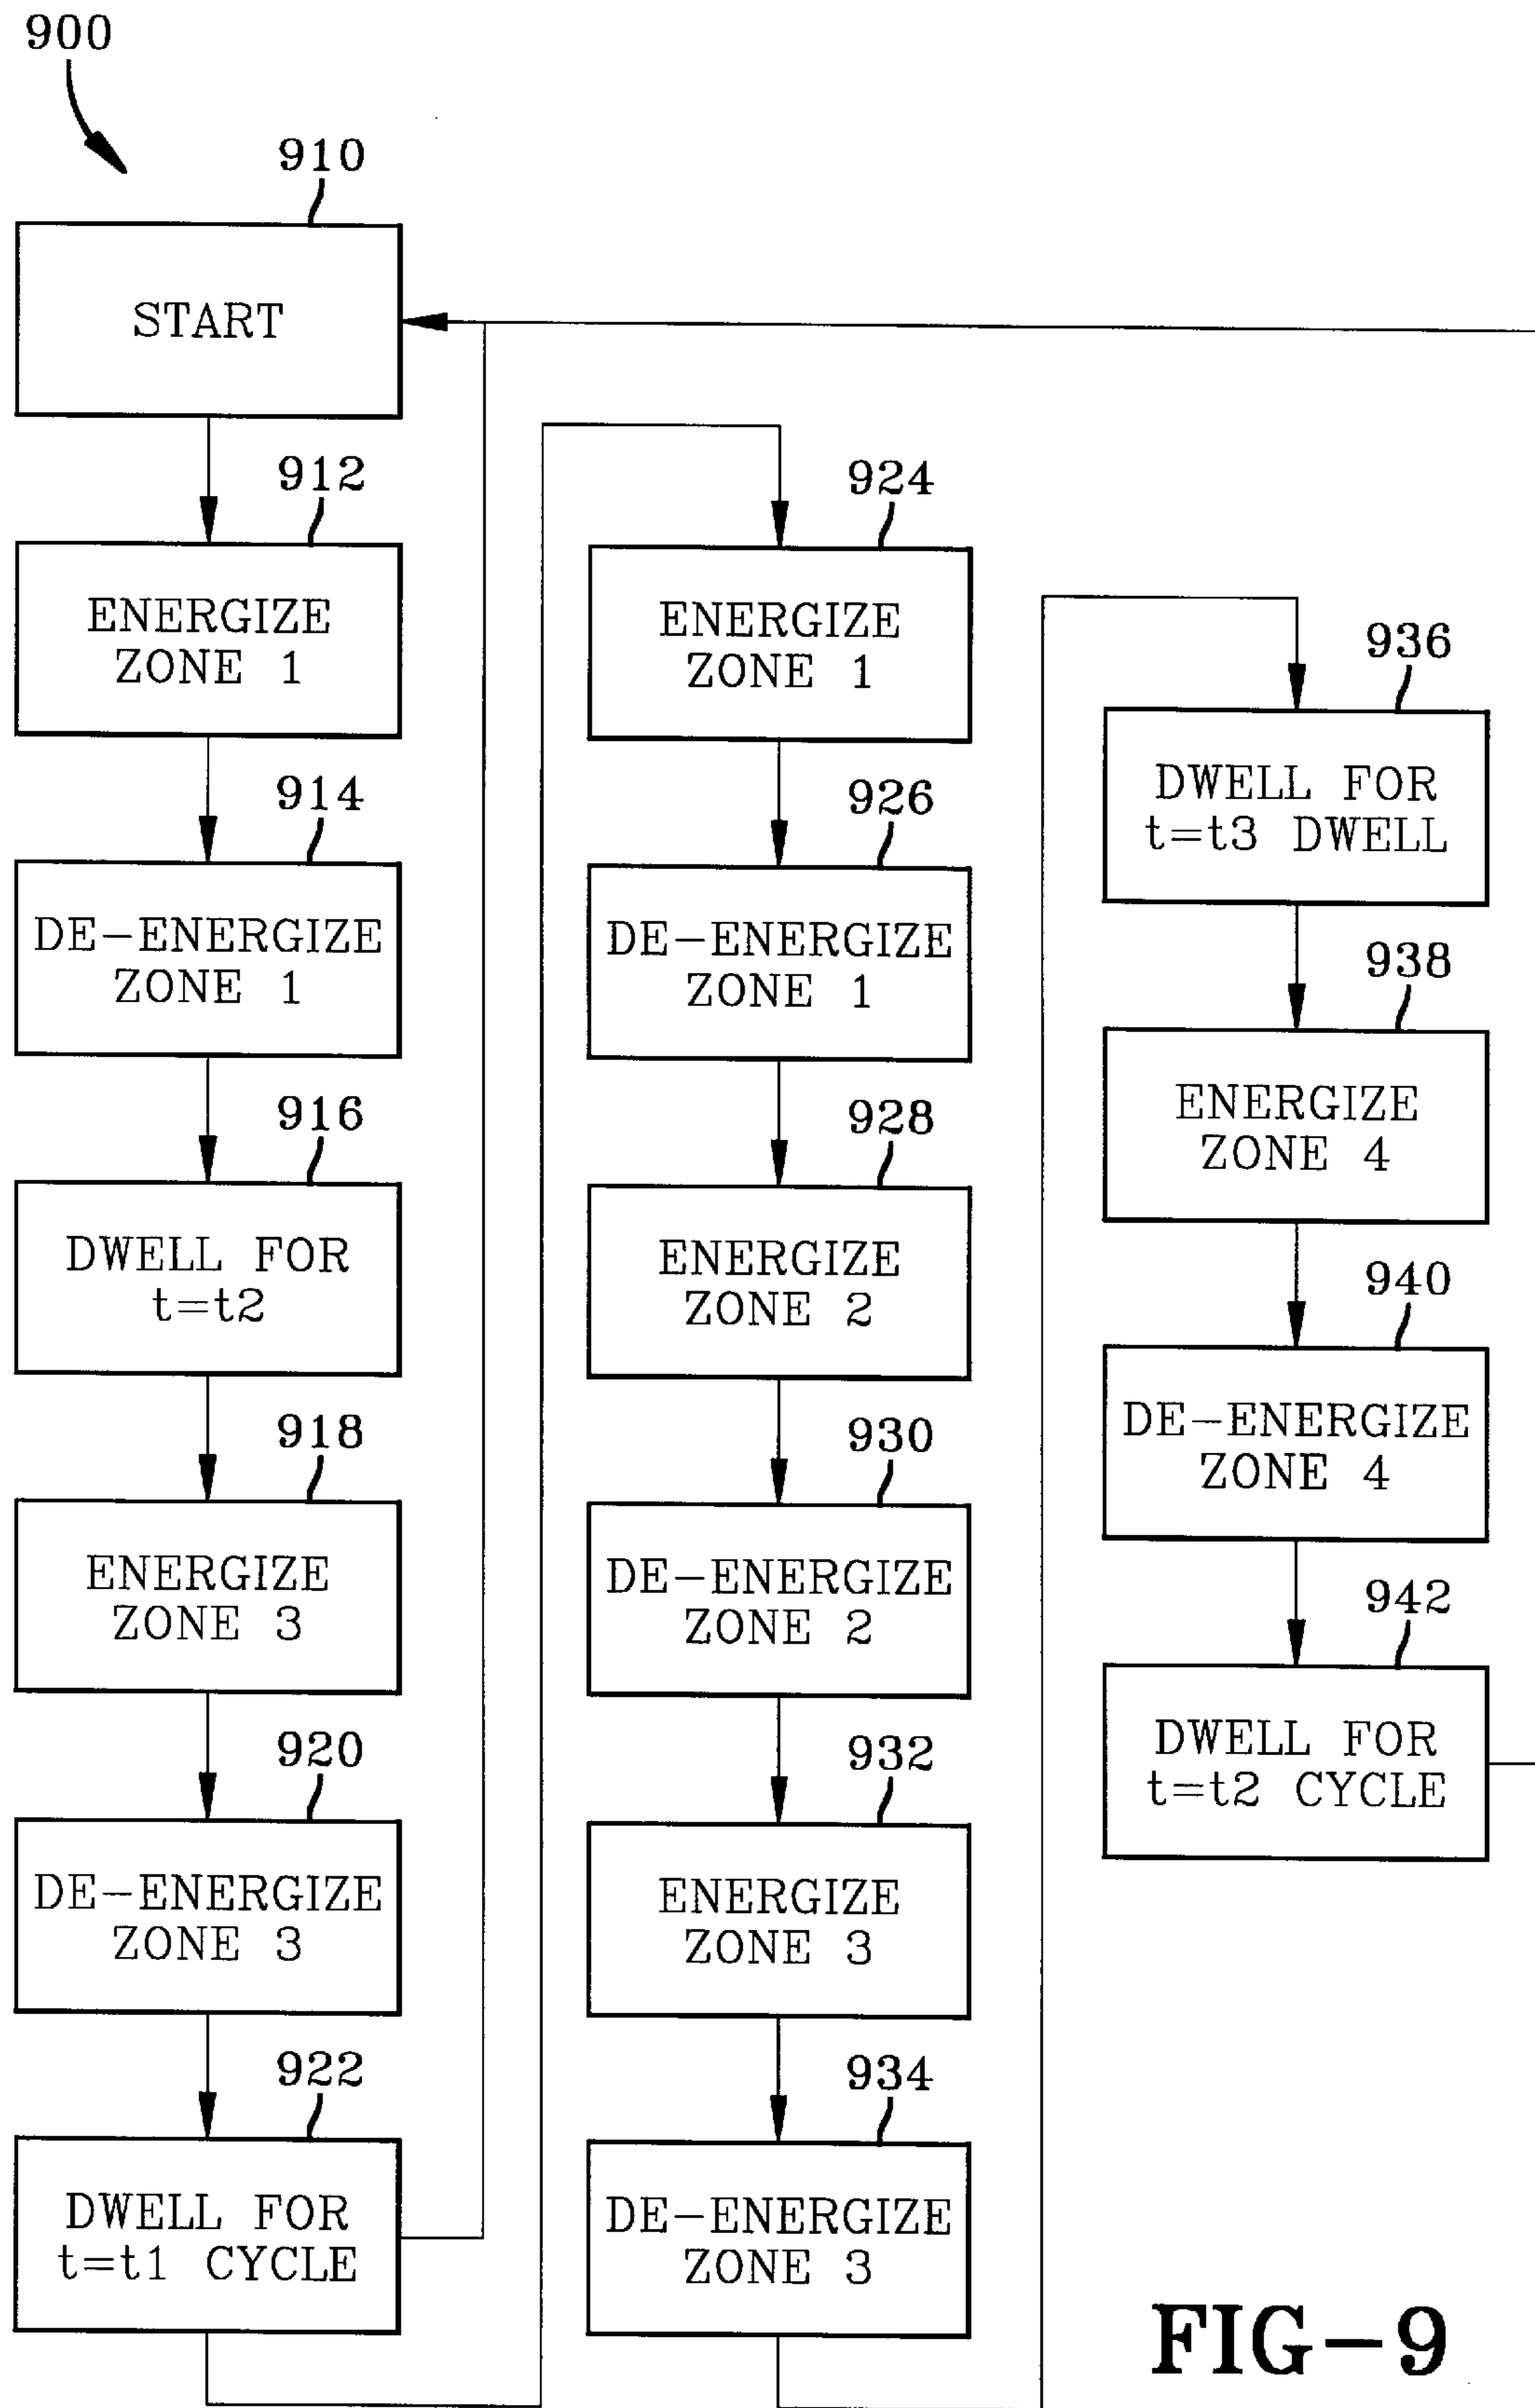 900
910
START
912
ENERGIZE
ZONE 1
914
DE-ENERGIZE
ZONE 1
916
DWELL FOR
t=t2
918
ENERGIZE
ZONE 3
920
DE-ENERGIZE
ZONE 3
922
DWELL FOR
t=t1 CYCLE
924
ENERGIZE
ZONE 1
926
DE-ENERGIZE
ZONE 1
928
ENERGIZE
ZONE 2
930
DE-ENERGIZE
ZONE 2
932
ENERGIZE
ZONE 3
934
DE-ENERGIZE
ZONE 3
936
DWELL FOR
t=t3 DWELL
938
ENERGIZE
ZONE 4
940
DE-ENERGIZE
ZONE 4
942
DWELL FOR
t=t2 CYCLE
FIG-9